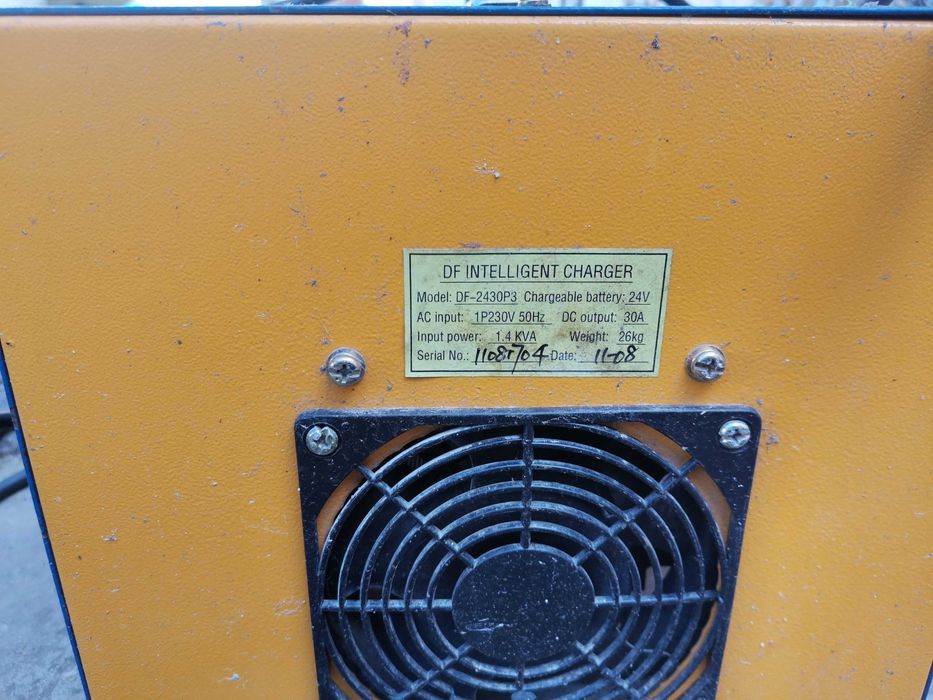 DF INTELLIGENT CHARGER
Model: DF-2430P3 Chargeable battery: 24V
AC input: 1P230V 50Hz DC output: 30A
Input power: 1.4 KVA Weight: 26kg
Serial No.: Date: 11-08